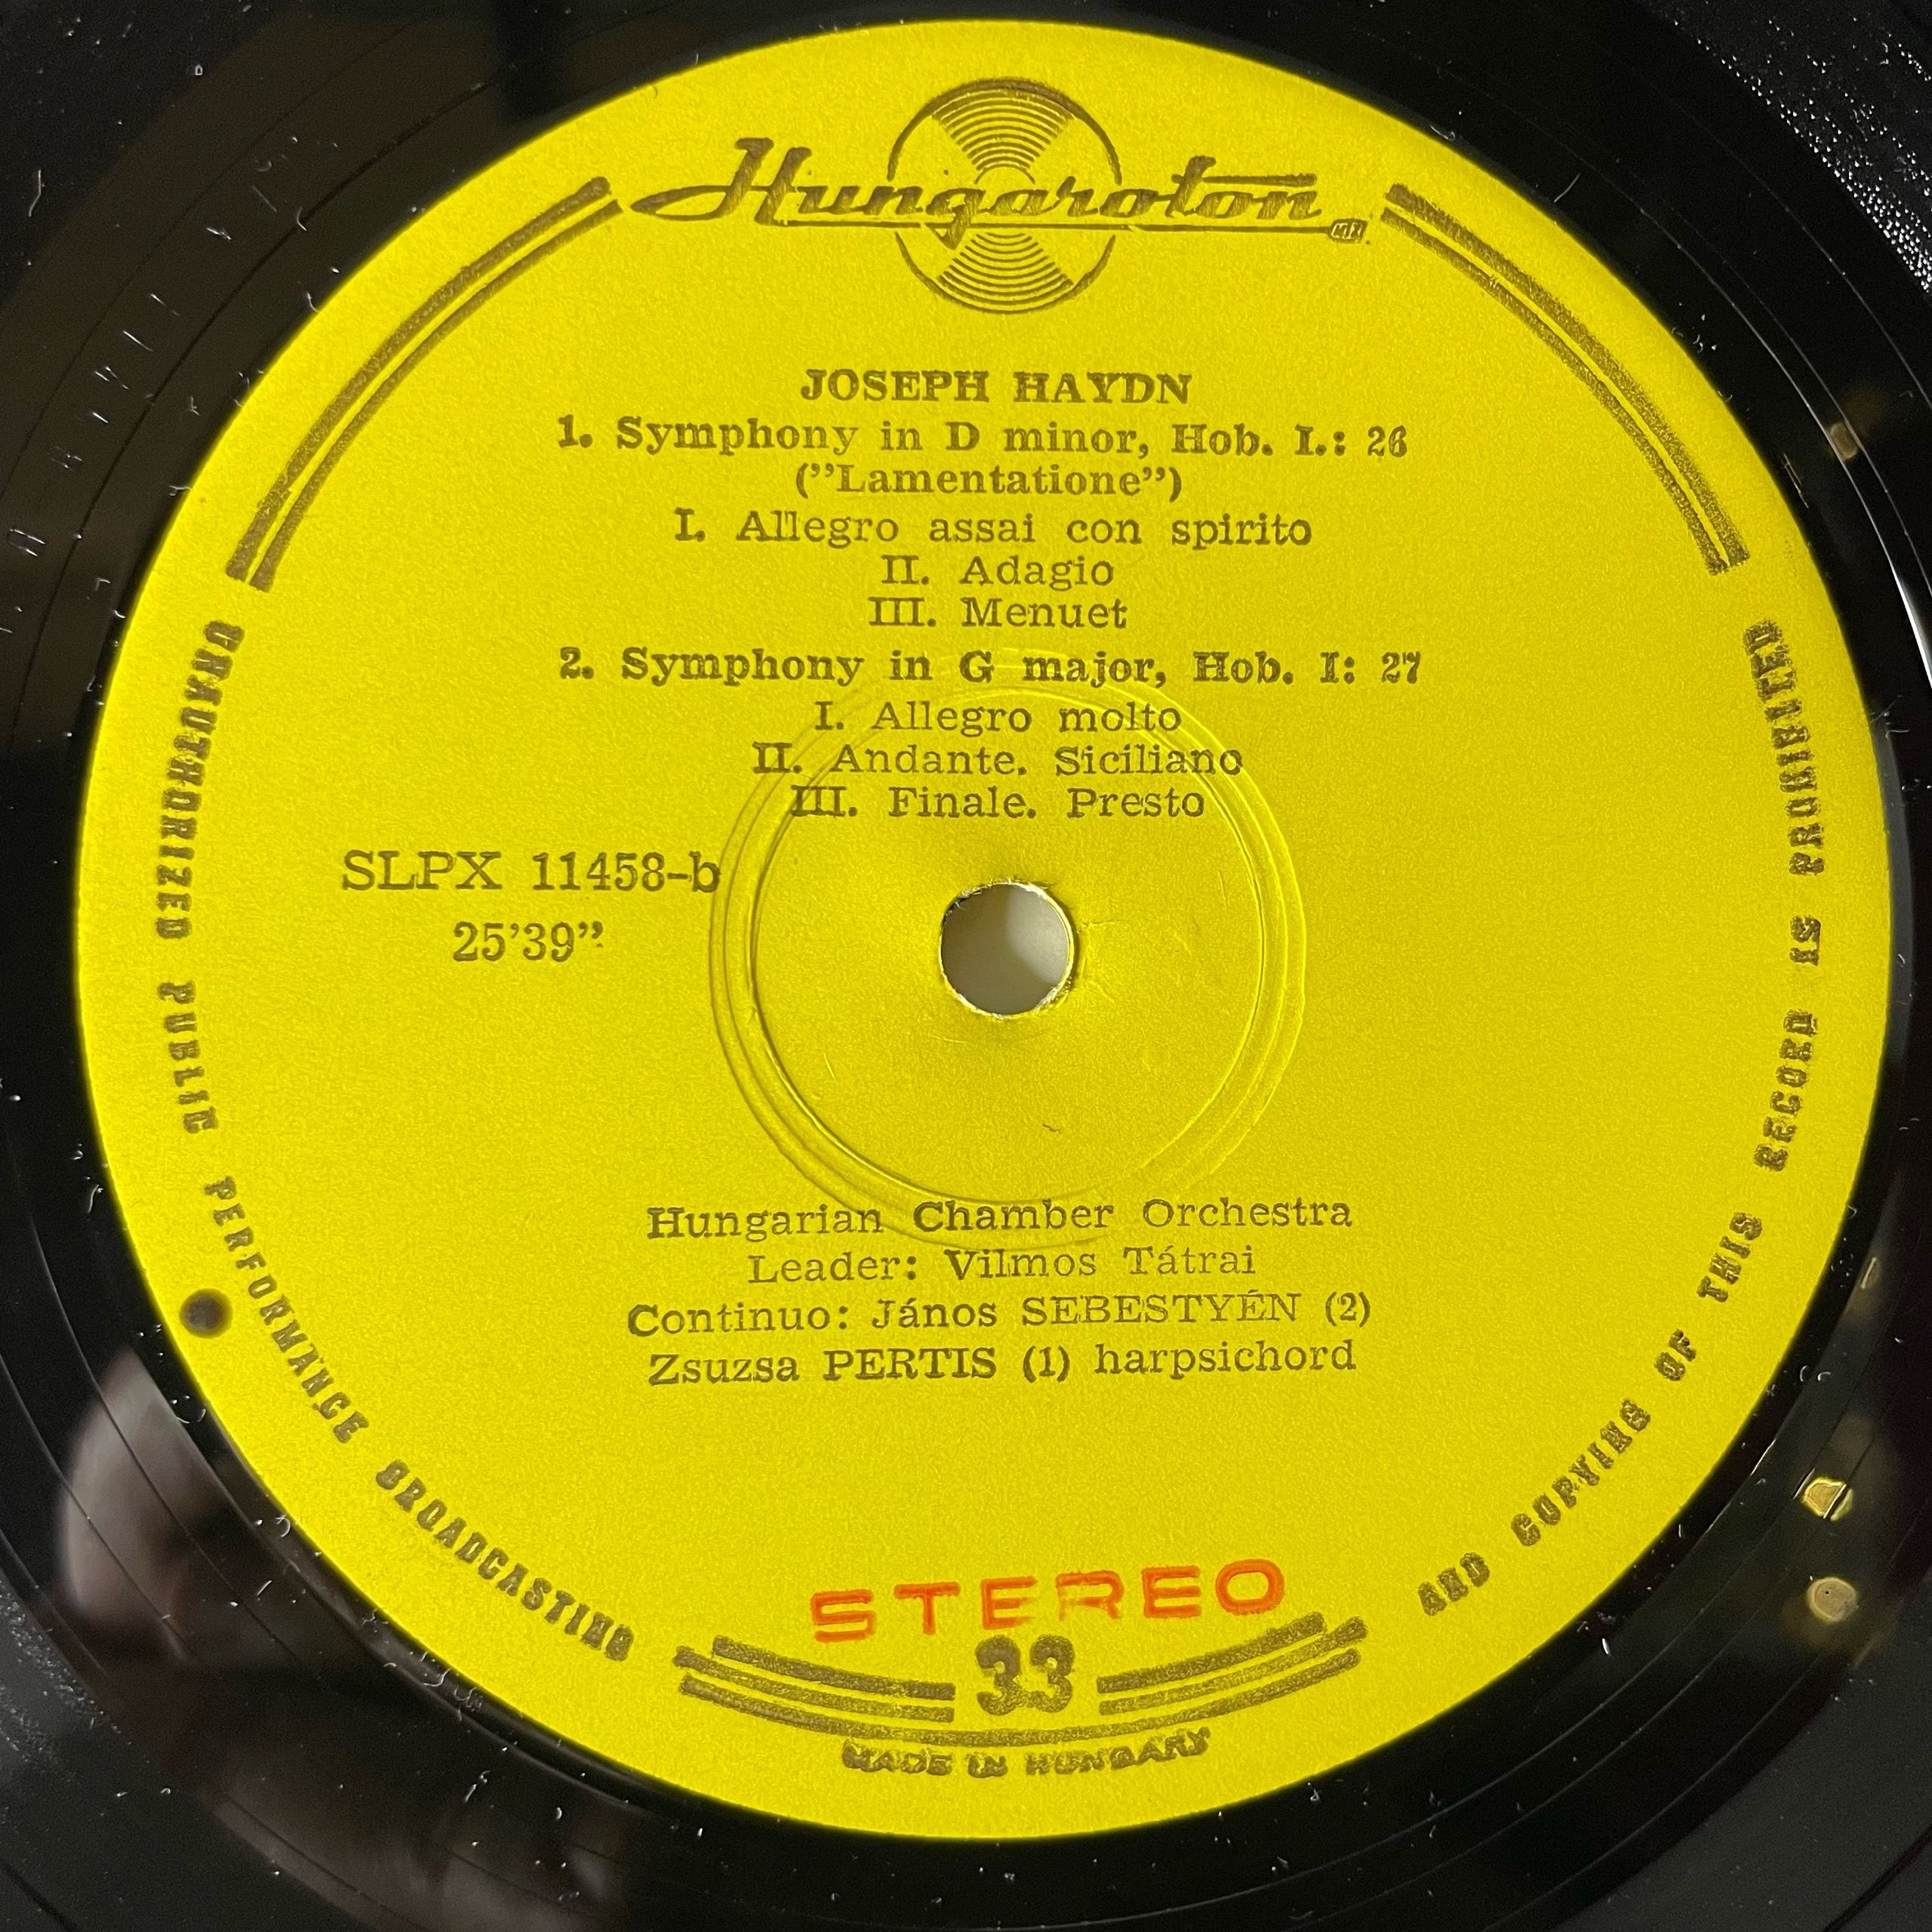 Hungaroton
JOSEPH HAYDN
1. Symphony in D minor, Hob. I.: 26
(”Lamentatione”)
I. Allegro assai con spirito
II. Adagio
III. Menuet
2. Symphony in G major, Hob. I: 27
I. Allegro molto
II. Andante. Siciliano
III. Finale. Presto
SLPX 11458-b
25’39”
Hungarian Chamber Orchestra
Leader: Vilmos Tátrai
Continuo: János SEBESTYÉN (2)
Zsuzsa PERTIS (1) harpsichord
STEREO
33
MADE IN HUNGARY
UNAUTHORIZED PUBLIC PERFORMANCE BROADCASTING AND COPYING OF THIS RECORD IS PROHIBITED